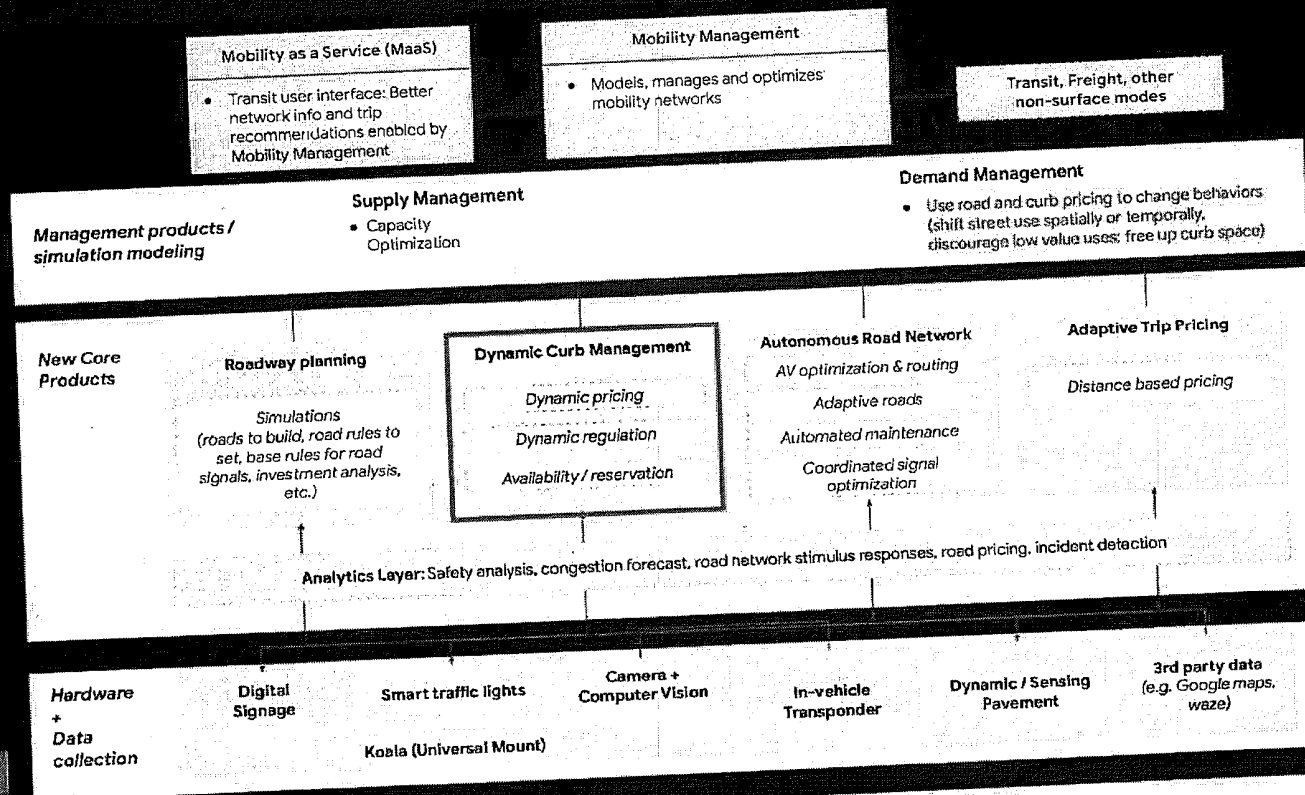 Mobility as a Service (MaaS)
• Transit user interface: Better
network info and trip
recommendations enabled by
Mobility Management
Mobility Management
• Models, manages and optimizes
mobility networks
Transit, Freight, other
non-surface modes
Management products /
simulation modeling
Supply Management
• Capacity
Optimization
Demand Management
• Use road and curb pricing to change behaviors
(shift street use spatially or temporally,
discourage low value uses; free up curb space)
New Core
Products
Roadway planning
Simulations
(roads to build, road rules to
set, base rules for road
signals, investment analysis,
etc.)
Dynamic Curb Management
Dynamic pricing
Dynamic regulation
Availability / reservation
Autonomous Road Network
AV optimization & routing
Adaptive roads
Automated maintenance
Coordinated signal
optimization
Adaptive Trip Pricing
Distance based pricing
Analytics Layer: Safety analysis, congestion forecast, road network stimulus responses, road pricing, incident detection
Hardware
+
Data
collection
Digital
Signage
Smart traffic lights
Camera +
Computer Vision
In-vehicle
Transponder
Dynamic / Sensing
Pavement
3rd party data
(e.g. Google maps,
waze)
Koala (Universal Mount)